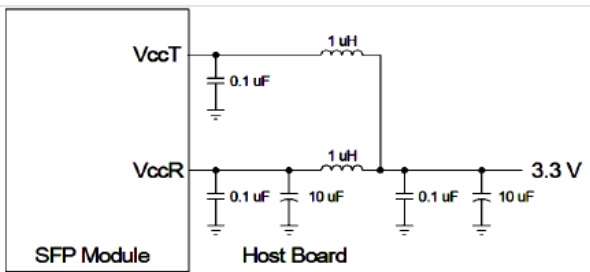 1 uH
VccT
0.1 uF
1 uH
VccR
3.3 V
0.1 uF
10 uF
0.1 uF
10 uF
SFP Module
Host Board